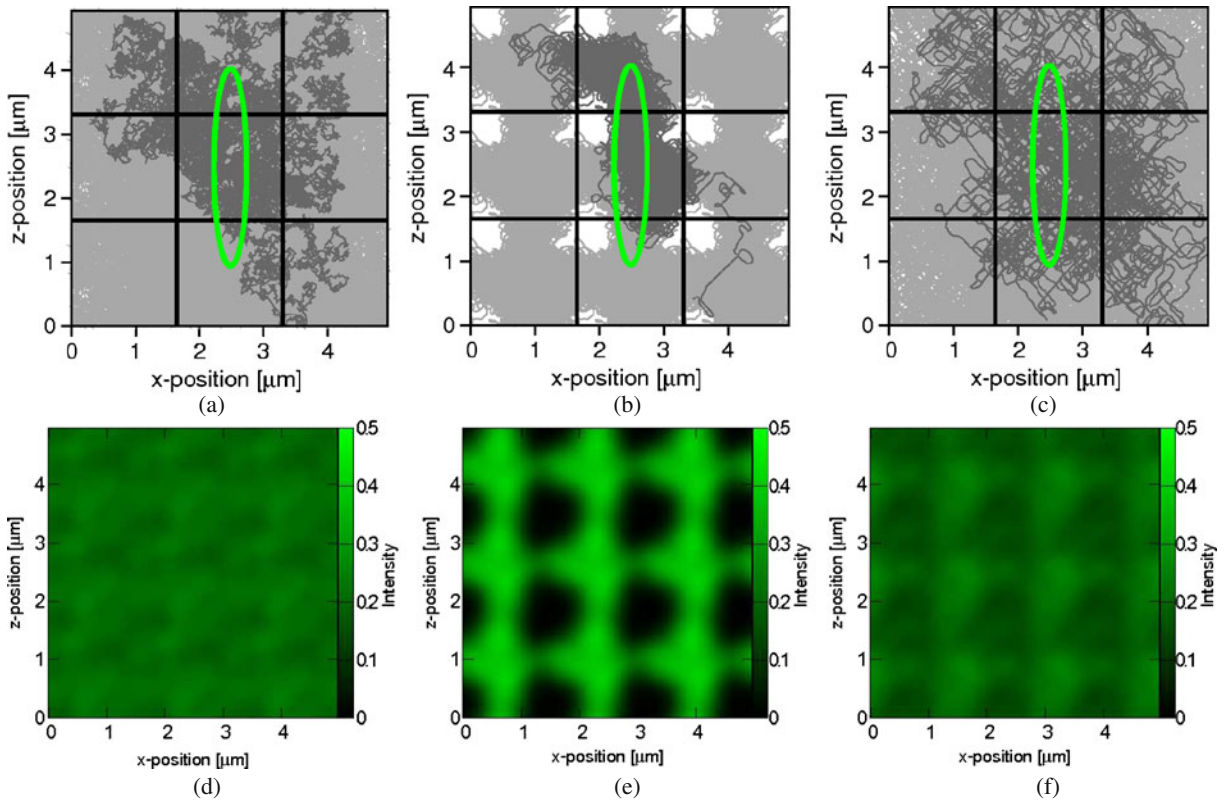 4
3
2
1
0
z-position [μm]
0 1 2 3 4
x-position [μm]
(a)
4
3
2
1
0
z-position [μm]
0 1 2 3 4
x-position [μm]
(b)
4
3
2
1
0
z-position [μm]
0 1 2 3 4
x-position [μm]
(c)
4
3
2
1
0
z-position [μm]
0 1 2 3 4
x-position [μm]
0.5
0.4
0.3
0.2
0.1
0
Intensity
(d)
4
3
2
1
0
z-position [μm]
0 1 2 3 4
x-position [μm]
0.5
0.4
0.3
0.2
0.1
0
Intensity
(e)
4
3
2
1
0
z-position [μm]
0 1 2 3 4
x-position [μm]
0.5
0.4
0.3
0.2
0.1
0
Intensity
(f)